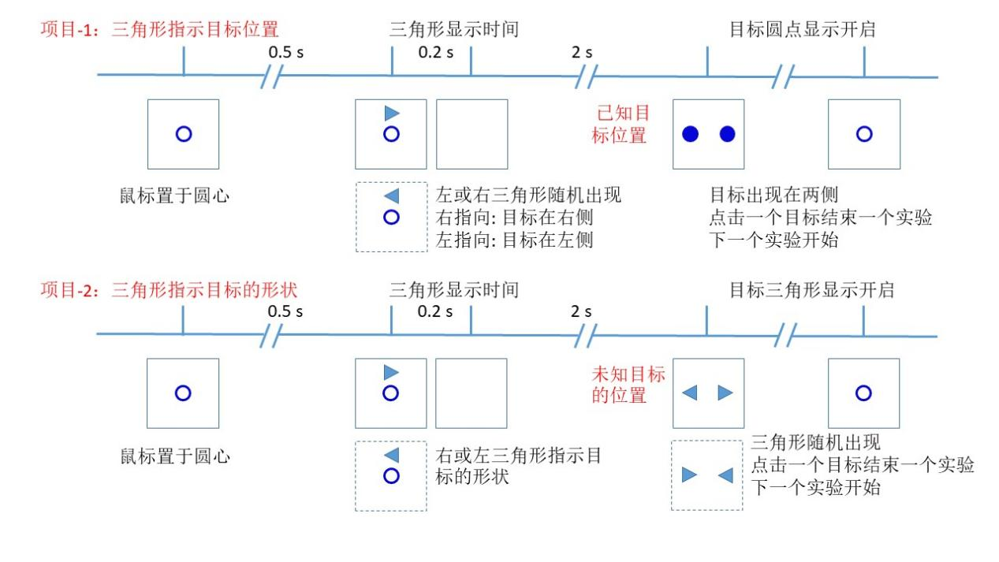 项目-1：三角形指示目标位置
三角形显示时间
目标圆点显示开启
0.5 s
0.2 s
2 s
已知目
标位置
鼠标置于圆心
左或右三角形随机出现
右指向: 目标在右侧
左指向: 目标在左侧
目标出现在两侧
点击一个目标结束一个实验
下一个实验开始
项目-2：三角形指示目标的形状
三角形显示时间
目标三角形显示开启
0.5 s
0.2 s
2 s
未知目标
的位置
鼠标置于圆心
右或左三角形指示目
标的形状
三角形随机出现
点击一个目标结束一个实验
下一个实验开始